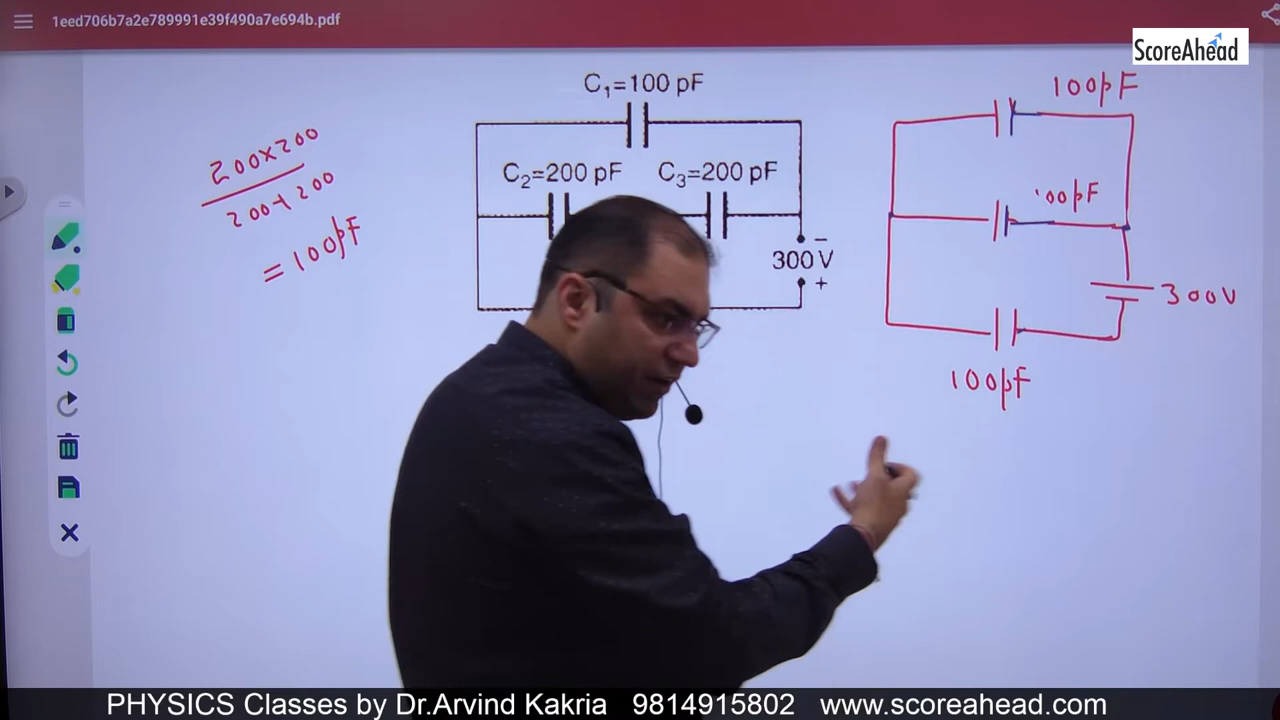 1eed706b7a2e789991e39f490a7e694b.pdf
ScoreAhead
C₁=100 pF
C₂=200 pF
C₃=200 pF
− 
300 V
+
200×200
200+200
=100pF
100pF
00pF
300V
100pF
PHYSICS Classes by Dr.Arvind Kakria 9814915802 www.scoreahead.com